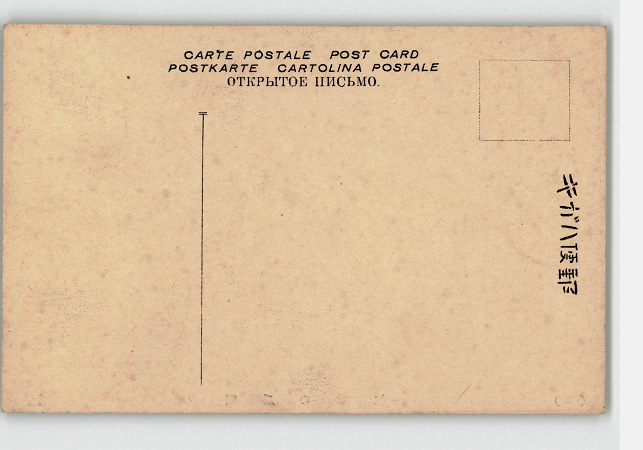 CARTE POSTALE POST CARD
POSTKARTE CARTOLINA POSTALE
ОТКРЫТОЕ ПИСЬМО.
郵便ハガキ